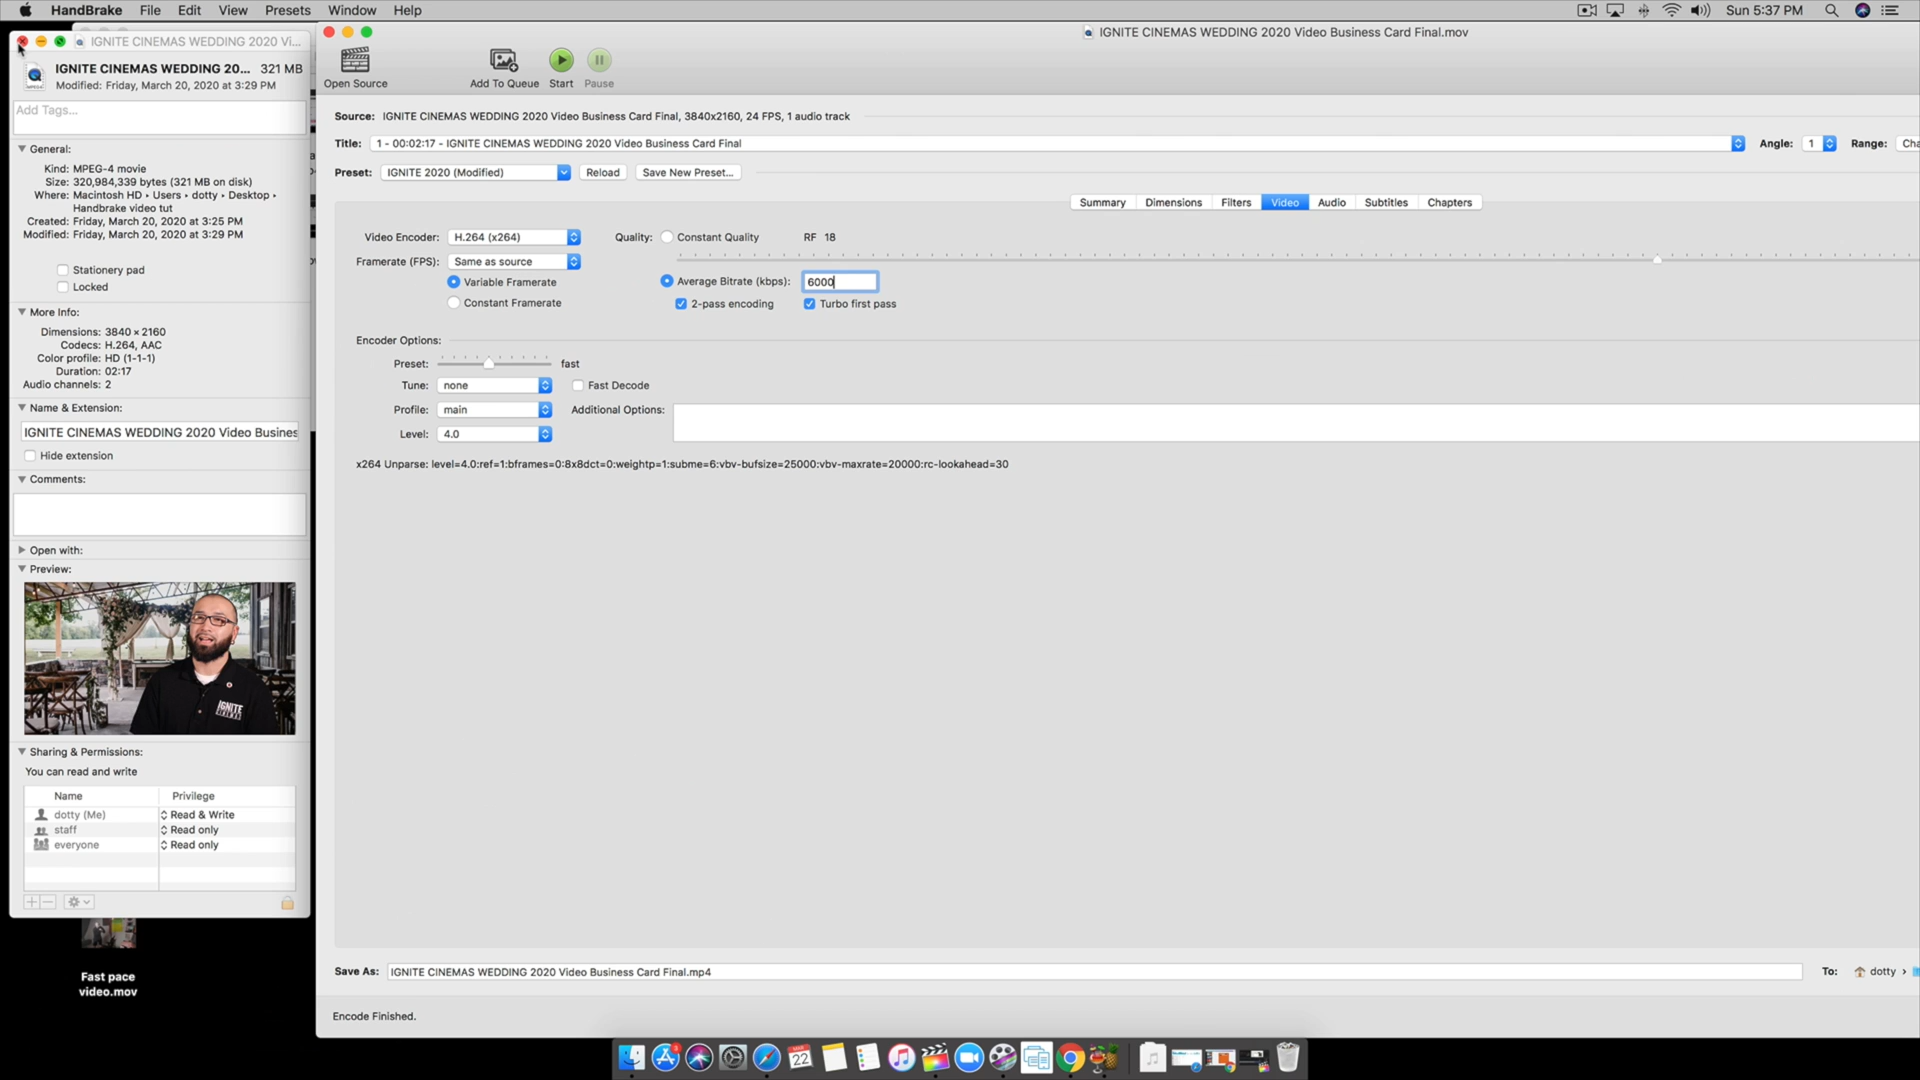 HandBrake File Edit View Presets Window Help
Sun 5:37 PM
IGNITE CINEMAS WEDDING 2020 Vi...
IGNITE CINEMAS WEDDING 20... 321 MB
Modified: Friday, March 20, 2020 at 3:29 PM
Add Tags...
General:
Kind: MPEG-4 movie
Size: 320,984,339 bytes (321 MB on disk)
Where: Macintosh HD ▸ Users ▸ dotty ▸ Desktop ▸
Handbrake video tut
Created: Friday, March 20, 2020 at 3:25 PM
Modified: Friday, March 20, 2020 at 3:29 PM
Stationery pad
Locked
More Info:
Dimensions: 3840 × 2160
Codecs: H.264, AAC
Color profile: HD (1-1-1)
Duration: 02:17
Audio channels: 2
Name & Extension:
IGNITE CINEMAS WEDDING 2020 Video Busines
Hide extension
Comments:
Open with:
Preview:
IGNITE
Sharing & Permissions:
You can read and write
Name Privilege
dotty (Me) Read & Write
staff Read only
everyone Read only
Fast pace
video.mov
IGNITE CINEMAS WEDDING 2020 Video Business Card Final.mov
Open Source Add To Queue Start Pause
Source: IGNITE CINEMAS WEDDING 2020 Video Business Card Final, 3840x2160, 24 FPS, 1 audio track
Title: 1 - 00:02:17 - IGNITE CINEMAS WEDDING 2020 Video Business Card Final Angle: 1 Range: Cha
Preset: IGNITE 2020 (Modified) Reload Save New Preset...
Summary Dimensions Filters Video Audio Subtitles Chapters
Video Encoder: H.264 (x264) Quality: Constant Quality RF 18
Framerate (FPS): Same as source
Variable Framerate Average Bitrate (kbps): 6000
Constant Framerate 2-pass encoding Turbo first pass
Encoder Options:
Preset: fast
Tune: none Fast Decode
Profile: main Additional Options:
Level: 4.0
x264 Unparse: level=4.0:ref=1:bframes=0:8x8dct=0:weightp=1:subme=6:vbv-bufsize=25000:vbv-maxrate=20000:rc-lookahead=30
Save As: IGNITE CINEMAS WEDDING 2020 Video Business Card Final.mp4 To: dotty ›
Encode Finished.
3
22